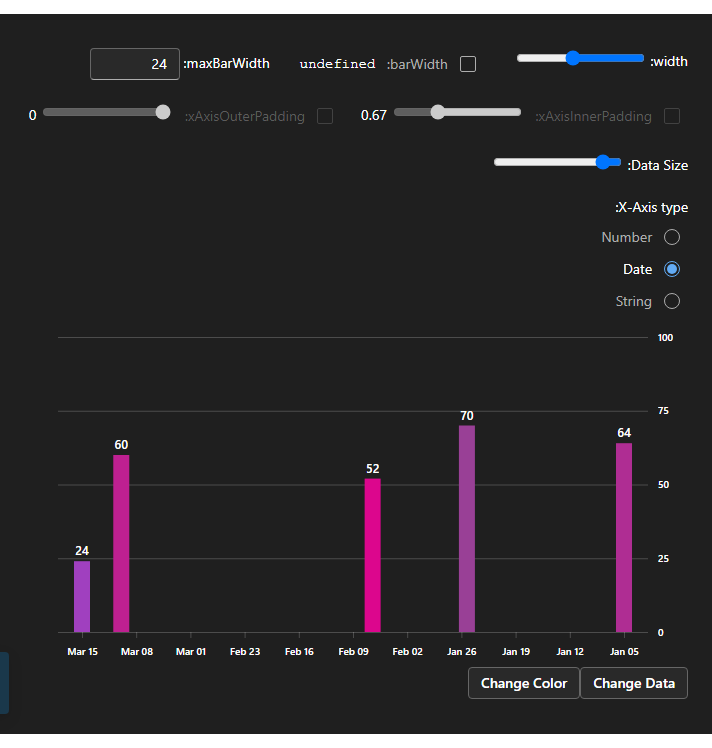 24 :maxBarWidth undefined :barWidth :width
0 :xAxisOuterPadding 0.67 :xAxisInnerPadding
:Data Size
:X-Axis type
Number
Date
String
100
75
70
64
60
52
50
24
25
0
Mar 15 Mar 08 Mar 01 Feb 23 Feb 16 Feb 09 Feb 02 Jan 26 Jan 19 Jan 12 Jan 05
Change Color Change Data